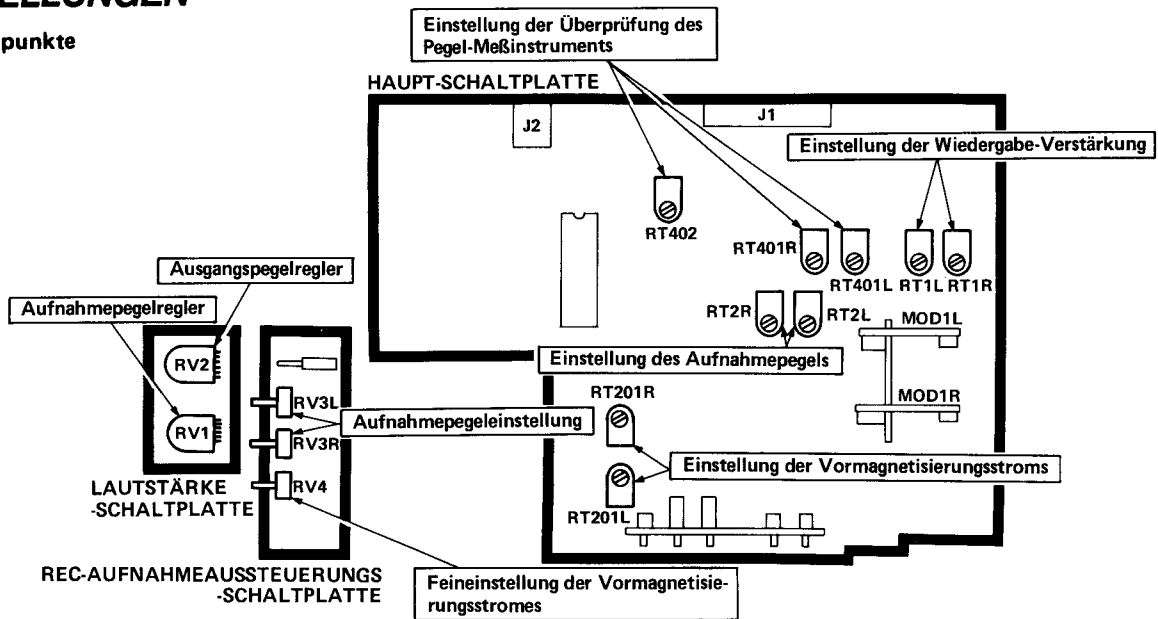 punkte
Einstellung der Überprüfung des
Pegel-Meßinstruments
HAUPT-SCHALTPLATTE
J2
J1
Einstellung der Wiedergabe-Verstärkung
RT402
RT401R
RT401L
RT1L
RT1R
Ausgangspegelregler
Aufnahmepegelregler
RT2R
RT2L
MOD1L
Einstellung des Aufnahmepegels
RV2
RV1
RV3L
RV3R
RV4
Aufnahmepegeleinstellung
RT201R
MOD1R
Einstellung der Vormagnetisierungsstroms
RT201L
LAUTSTÄRKE
-SCHALTPLATTE
REC-AUFNAHMEAUSSTEUERUNGS
-SCHALTPLATTE
Feineinstellung der Vormagnetisie-
rungsstromes